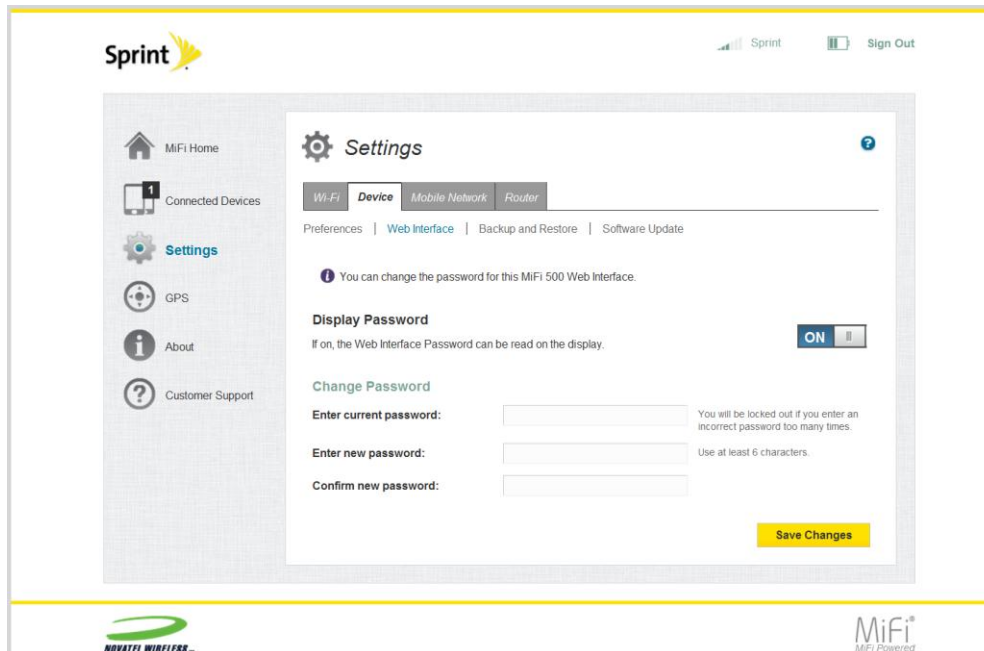 Sprint
Sprint
Sign Out
MiFi Home
1
Connected Devices
Settings
GPS
About
Customer Support
Settings
Wi-Fi Device Mobile Network Router
Preferences | Web Interface | Backup and Restore | Software Update
You can change the password for this MiFi 500 Web Interface.
Display Password
If on, the Web Interface Password can be read on the display.
ON
Change Password
Enter current password:
You will be locked out if you enter an
incorrect password too many times.
Enter new password:
Use at least 6 characters.
Confirm new password:
Save Changes
NOVATEL WIRELESS
MiFi®
MiFi Powered